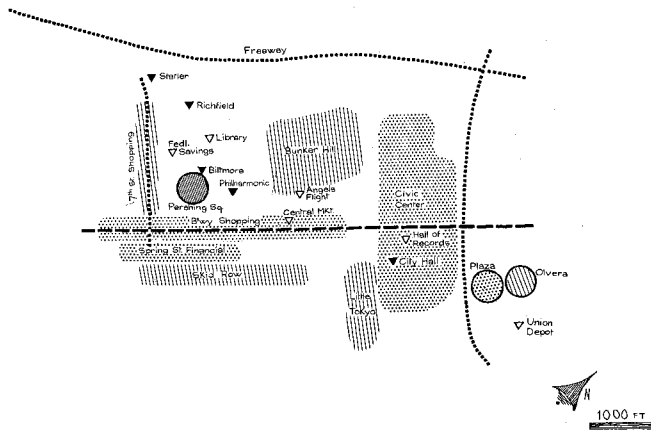 Freeway
Statler
Richfield
Library
Fedl.
Savings
Biltmore
Philharmonic
7th St. Shopping
Pershing Sq.
Bunker Hill
Angels
Flight
Central Mkt.
B'wy Shopping
Spring St. Financial
Skid Row
Civic
Center
Hall of
Records
City Hall
Little
Tokyo
Plaza
Olvera
Union
Depot
N
1000 FT